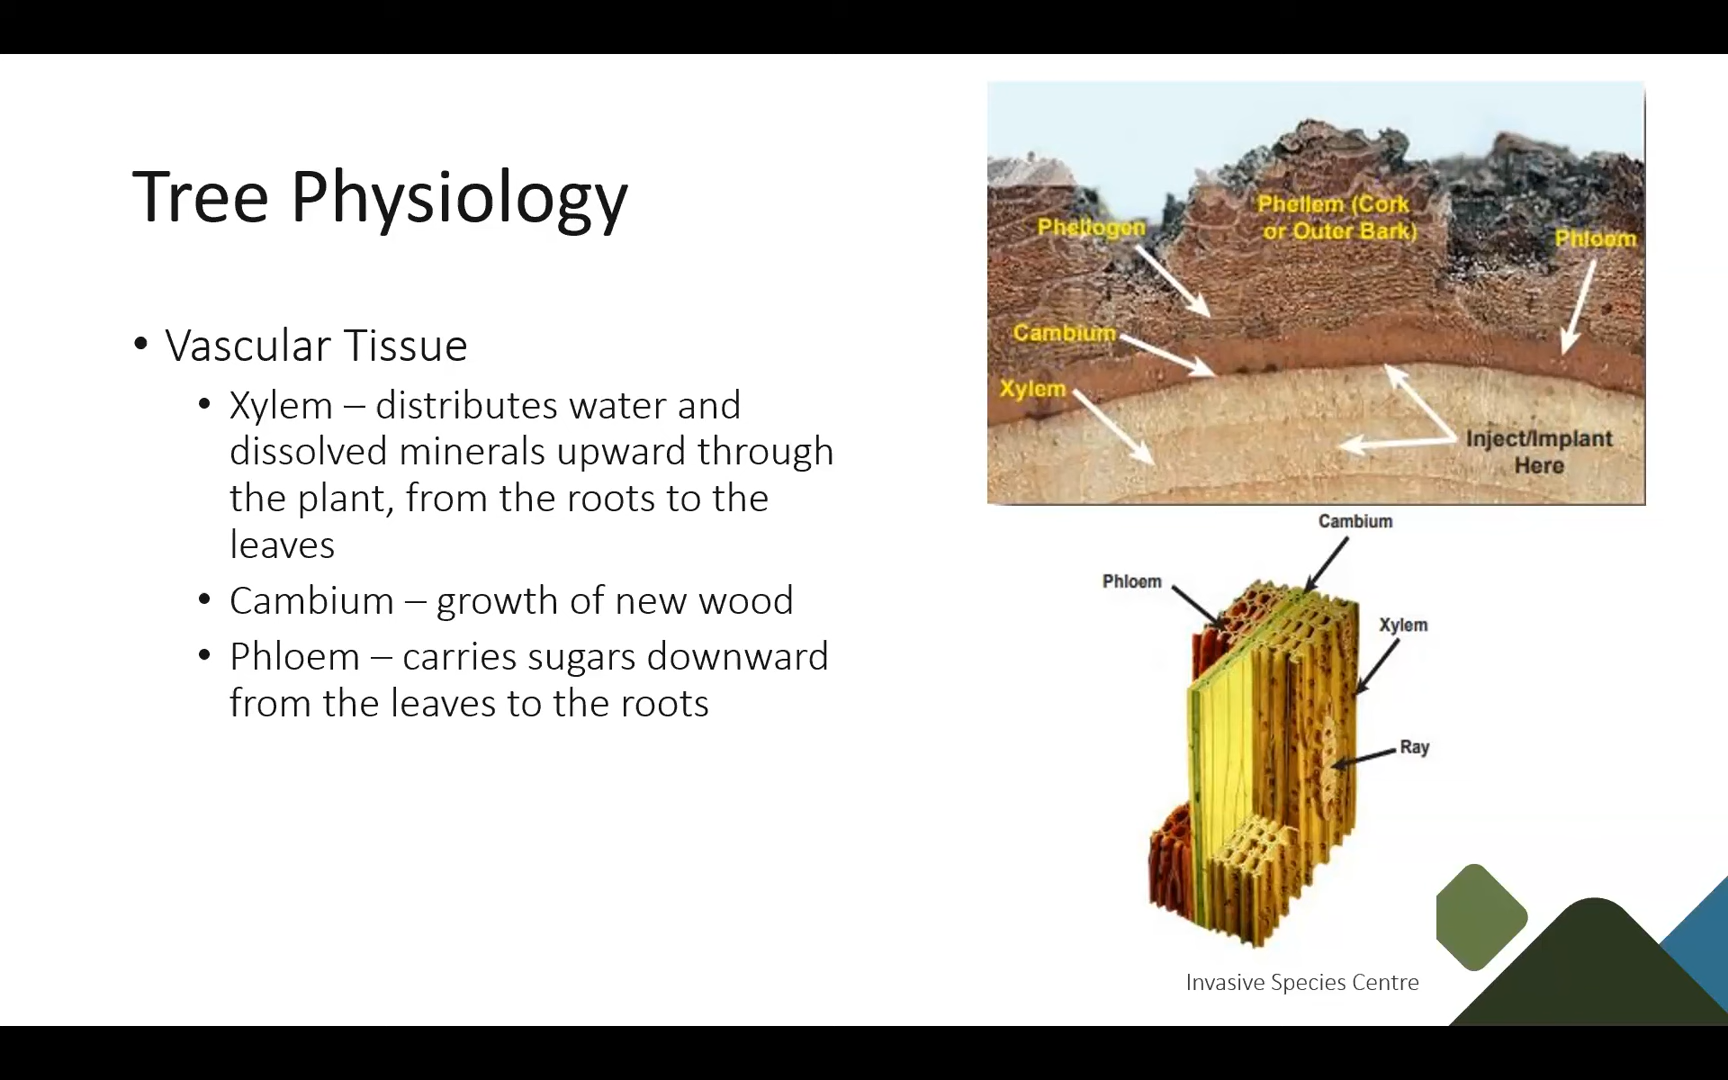 Tree Physiology
• Vascular Tissue
• Xylem – distributes water and
dissolved minerals upward through
the plant, from the roots to the
leaves
• Cambium – growth of new wood
• Phloem – carries sugars downward
from the leaves to the roots
Phellogen
Phellem (Cork
or Outer Bark)
Phloem
Cambium
Xylem
Inject/Implant
Here
Cambium
Phloem
Xylem
Ray
Invasive Species Centre